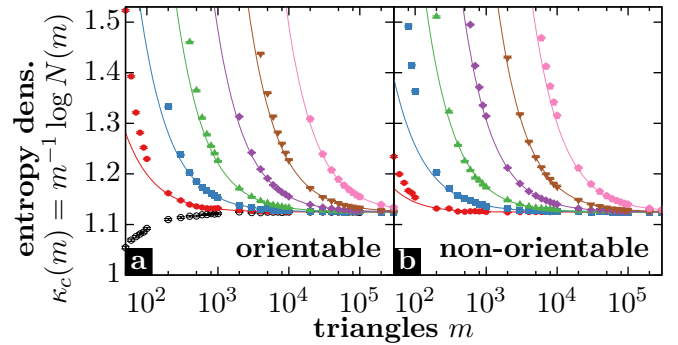 entropy dens.
κ_c(m) = m⁻¹ log N(m)
1.5
1.4
1.3
1.2
1.1
1
a
orientable
b
non-orientable
10² 10³ 10⁴ 10⁵ 10² 10³ 10⁴ 10⁵
triangles m